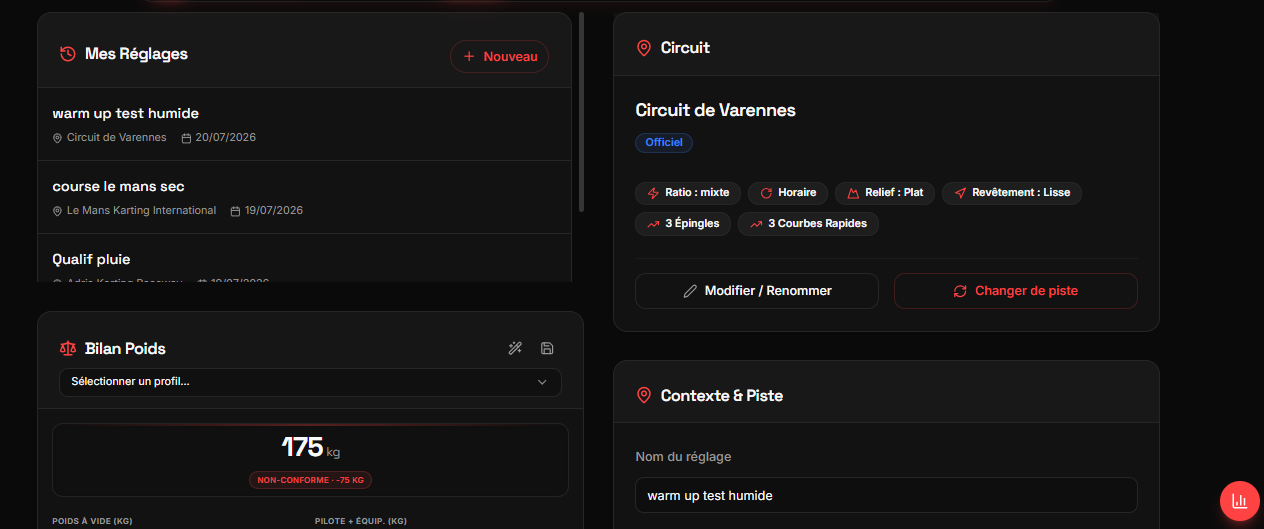 Mes Réglages
Nouveau
warm up test humide
Circuit de Varennes 20/07/2026
course le mans sec
Le Mans Karting International 19/07/2026
Qualif pluie
Bilan Poids
Sélectionner un profil...
175 kg
NON-CONFORME · -75 KG
POIDS À VIDE (KG) PILOTE + ÉQUIP. (KG)
Circuit
Circuit de Varennes
Officiel
Ratio : mixte Horaire Relief : Plat Revêtement : Lisse
3 Épingles 3 Courbes Rapides
Modifier / Renommer Changer de piste
Contexte & Piste
Nom du réglage
warm up test humide